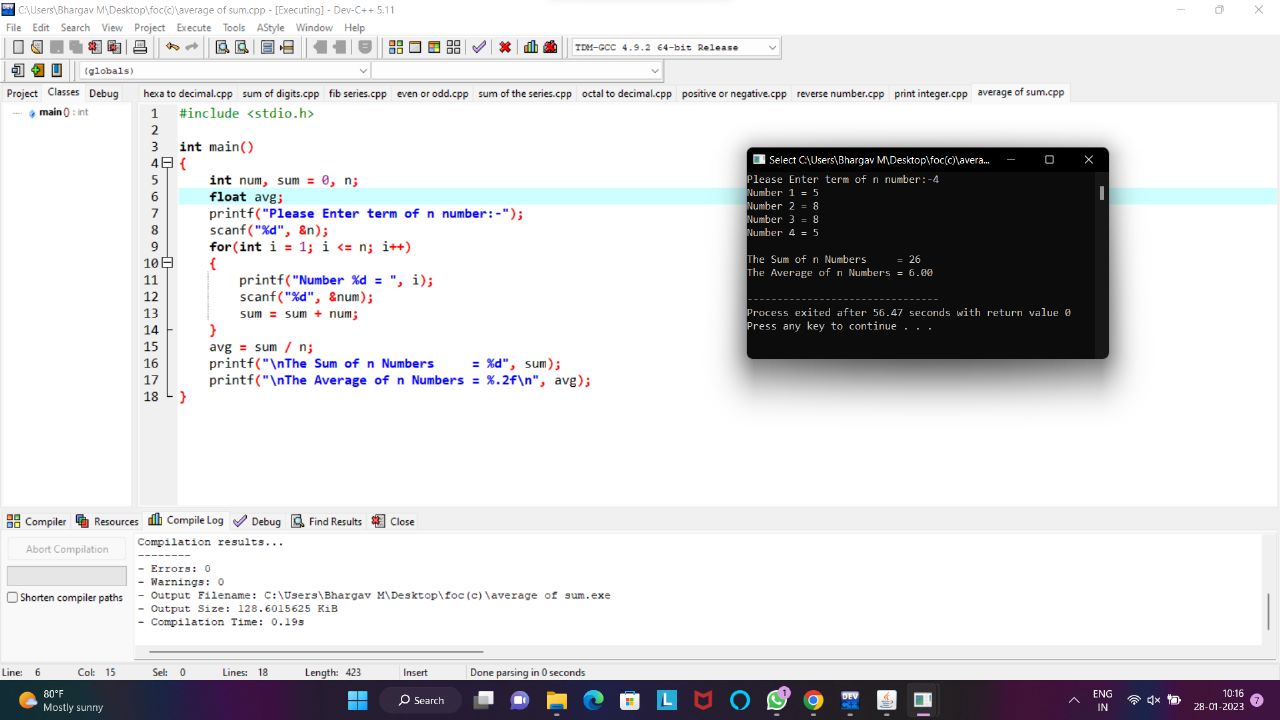 C:\Users\Bhargav M\Desktop\foc(c)\average of sum.cpp - [Executing] - Dev-C++ 5.11
File Edit Search View Project Execute Tools AStyle Window Help
TDM-GCC 4.9.2 64-bit Release
(globals)
Project Classes Debug
hexa to decimal.cpp sum of digits.cpp fib series.cpp even or odd.cpp sum of the series.cpp octal to decimal.cpp positive or negative.cpp reverse number.cpp print integer.cpp average of sum.cpp
main() : int
1 #include <stdio.h>
2
3 int main()
4 {
5 int num, sum = 0, n;
6 float avg;
7 printf("Please Enter term of n number:-");
8 scanf("%d", &n);
9 for(int i = 1; i <= n; i++)
10 {
11 printf("Number %d = ", i);
12 scanf("%d", &num);
13 sum = sum + num;
14 }
15 avg = sum / n;
16 printf("\nThe Sum of n Numbers     = %d", sum);
17 printf("\nThe Average of n Numbers = %.2f\n", avg);
18 }
Select C:\Users\Bhargav M\Desktop\foc(c)\avera...
Please Enter term of n number:-4
Number 1 = 5
Number 2 = 8
Number 3 = 8
Number 4 = 5
The Sum of n Numbers     = 26
The Average of n Numbers = 6.00
--------------------------------
Process exited after 56.47 seconds with return value 0
Press any key to continue . . .
Compiler Resources Compile Log Debug Find Results Close
Abort Compilation
Shorten compiler paths
Compilation results...
--------
- Errors: 0
- Warnings: 0
- Output Filename: C:\Users\Bhargav M\Desktop\foc(c)\average of sum.exe
- Output Size: 128.6015625 KiB
- Compilation Time: 0.19s
Line: 6 Col: 15 Sel: 0 Lines: 18 Length: 423 Insert Done parsing in 0 seconds
80°F
Mostly sunny
Search
L
1
DEV
ENG
IN
10:16
28-01-2023
7